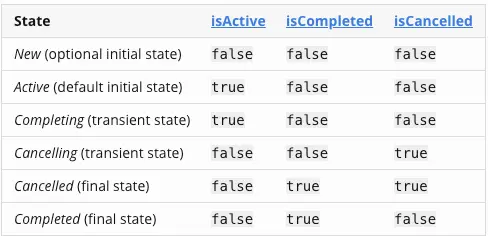 State isActive isCompleted isCancelled
New (optional initial state) false false false
Active (default initial state) true false false
Completing (transient state) true false false
Cancelling (transient state) false false true
Cancelled (final state) false true true
Completed (final state) false true false